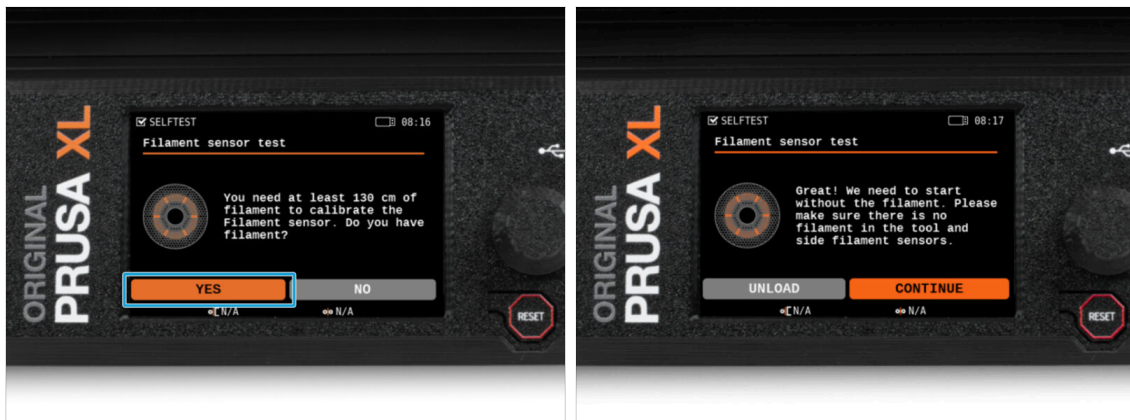 ORIGINAL
PRUSA XL
SELFTEST
08:16
Filament sensor test
You need at least 130 cm of
filament to calibrate the
Filament sensor. Do you have
filament?
YES
NO
N/A
N/A
RESET
ORIGINAL
PRUSA XL
SELFTEST
08:17
Filament sensor test
Great! We need to start
without the filament. Please
make sure there is no
filament in the tool and
side filament sensors.
UNLOAD
CONTINUE
N/A
N/A
RESET